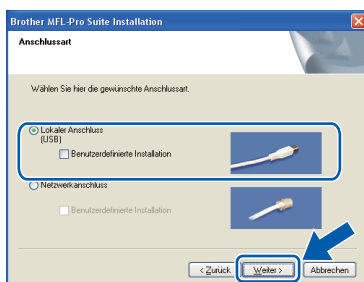 Brother MFL-Pro Suite Installation
Anschlussart
Wählen Sie hier die gewünschte Anschlussart.
Lokaler Anschluss
(USB)
Benutzerdefinierte Installation
Netzwerkanschluss
Benutzerdefinierte Installation
< Zurück
Weiter >
Abbrechen